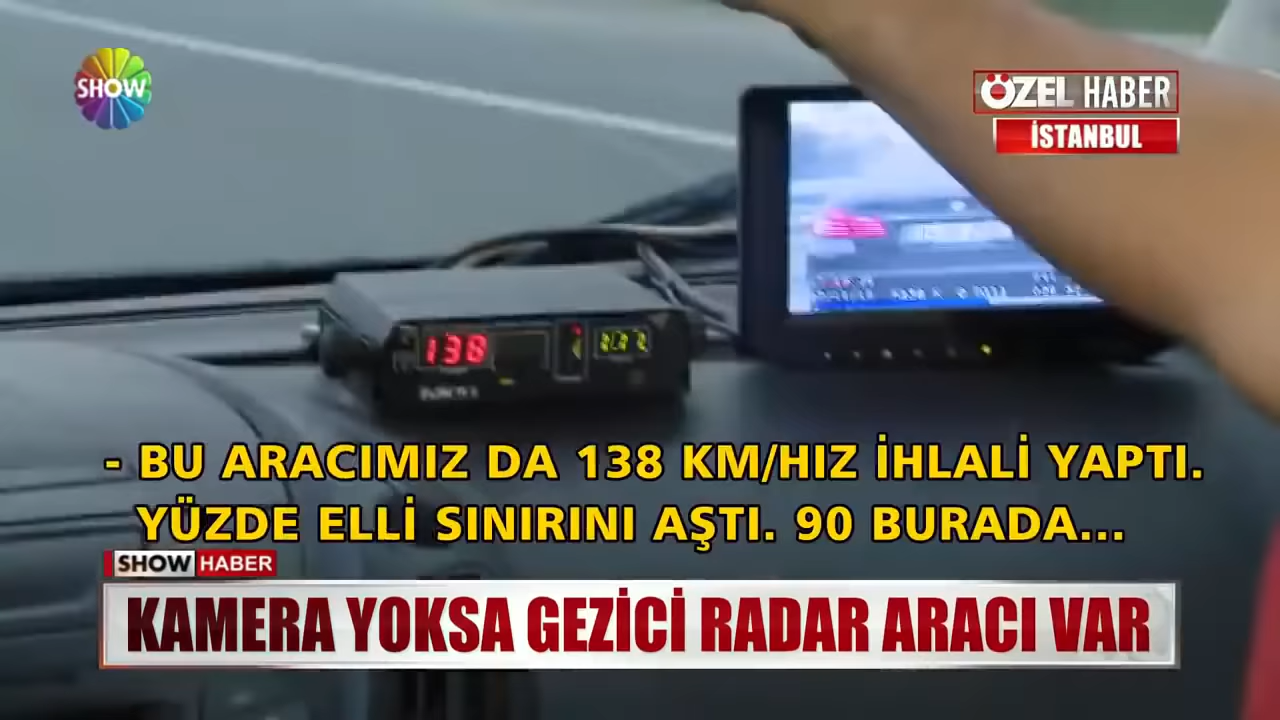 SHOW
ÖZEL HABER
İSTANBUL
138
- BU ARACIMIZ DA 138 KM/HIZ İHLALİ YAPTI.
YÜZDE ELLİ SINIRINI AŞTI. 90 BURADA...
SHOW HABER
KAMERA YOKSA GEZİCİ RADAR ARACI VAR